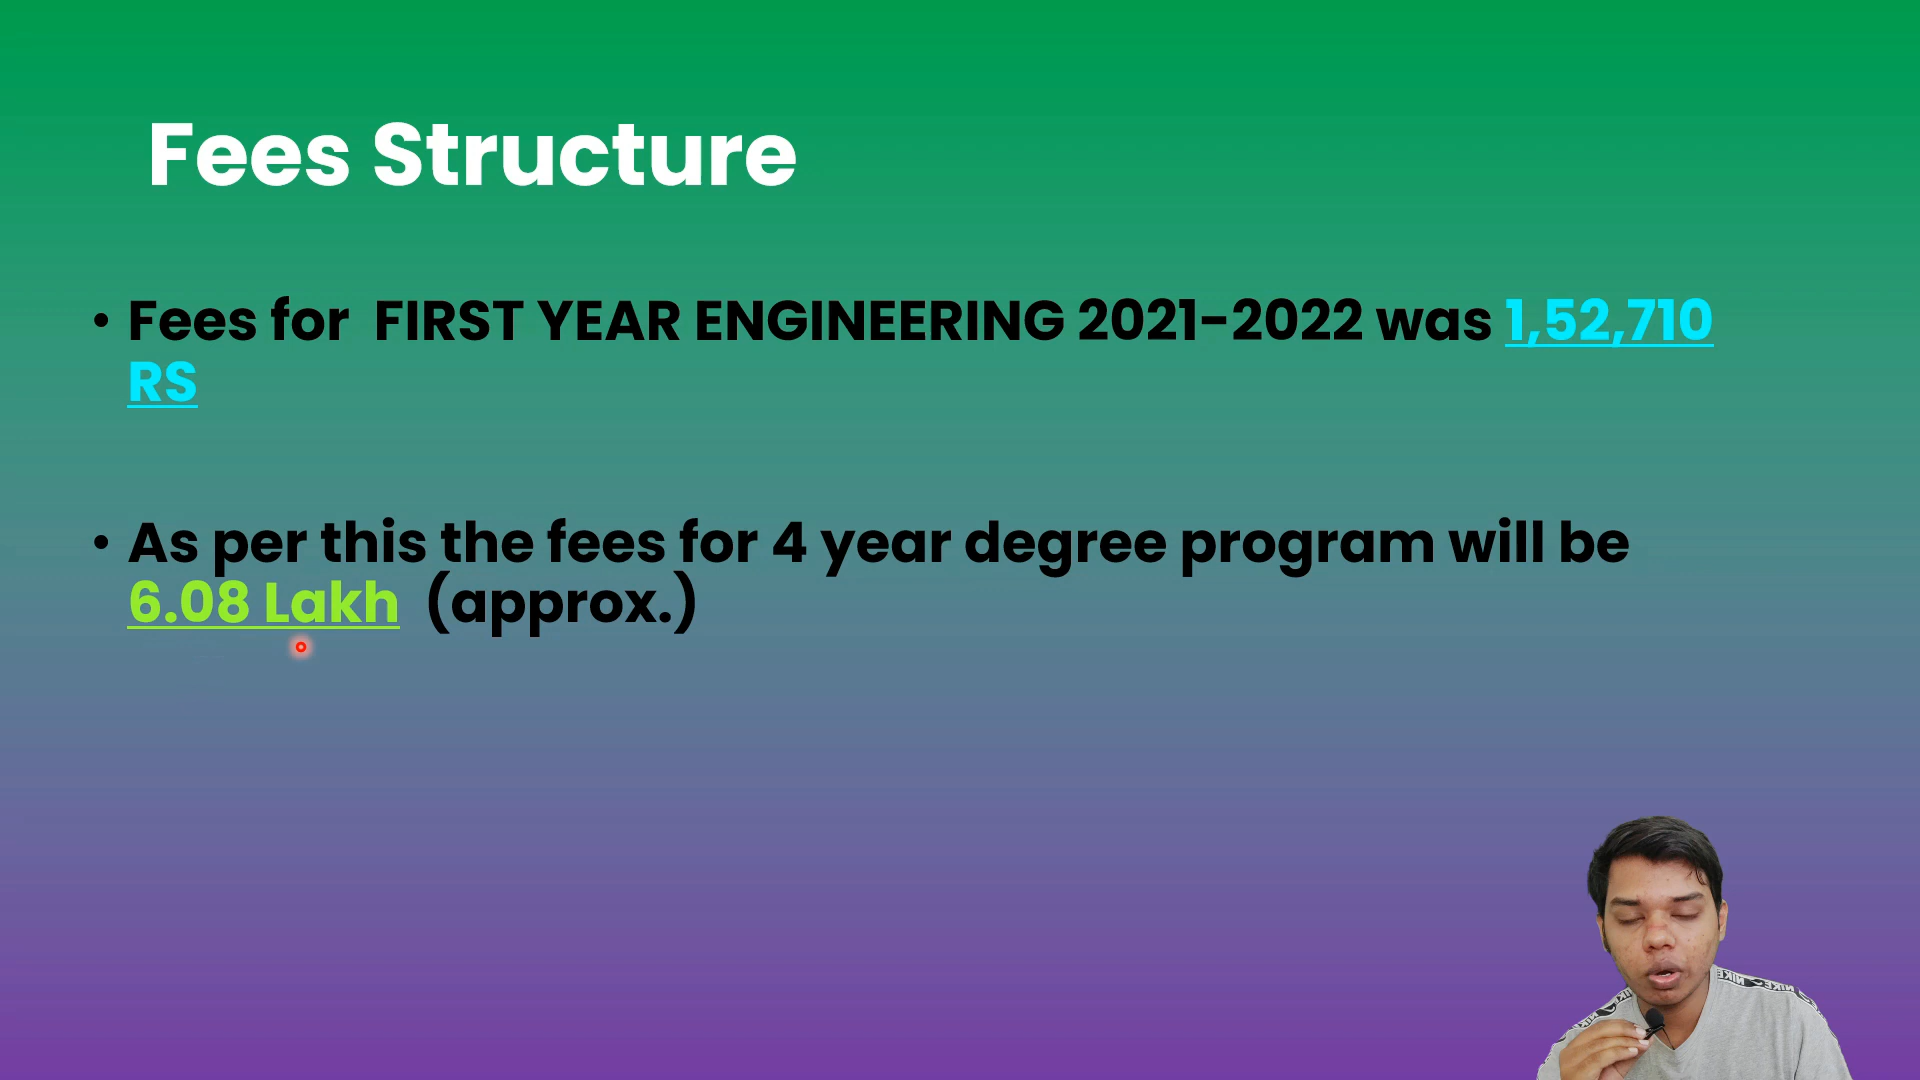 Fees Structure
• Fees for FIRST YEAR ENGINEERING 2021-2022 was 1,52,710
RS
• As per this the fees for 4 year degree program will be
6.08 Lakh (approx.)
NIKE